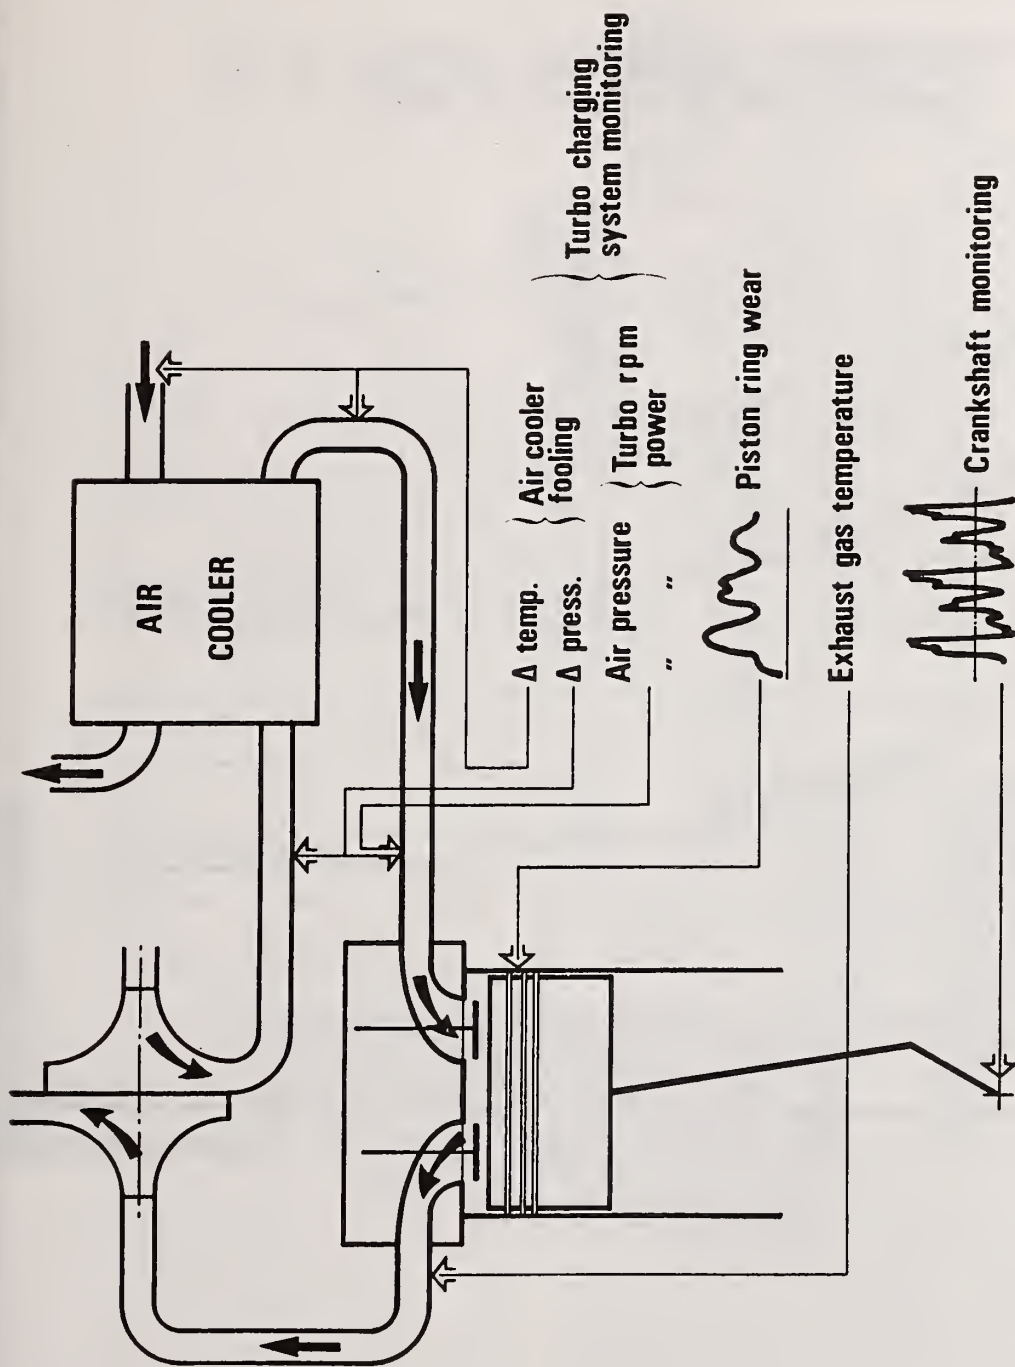 AIR
COOLER
Δ temp.
Δ press.
Air cooler
fooling
Air pressure
" "
Turbo rpm
power
Turbo charging
system monitoring
Piston ring wear
Exhaust gas temperature
Crankshaft monitoring